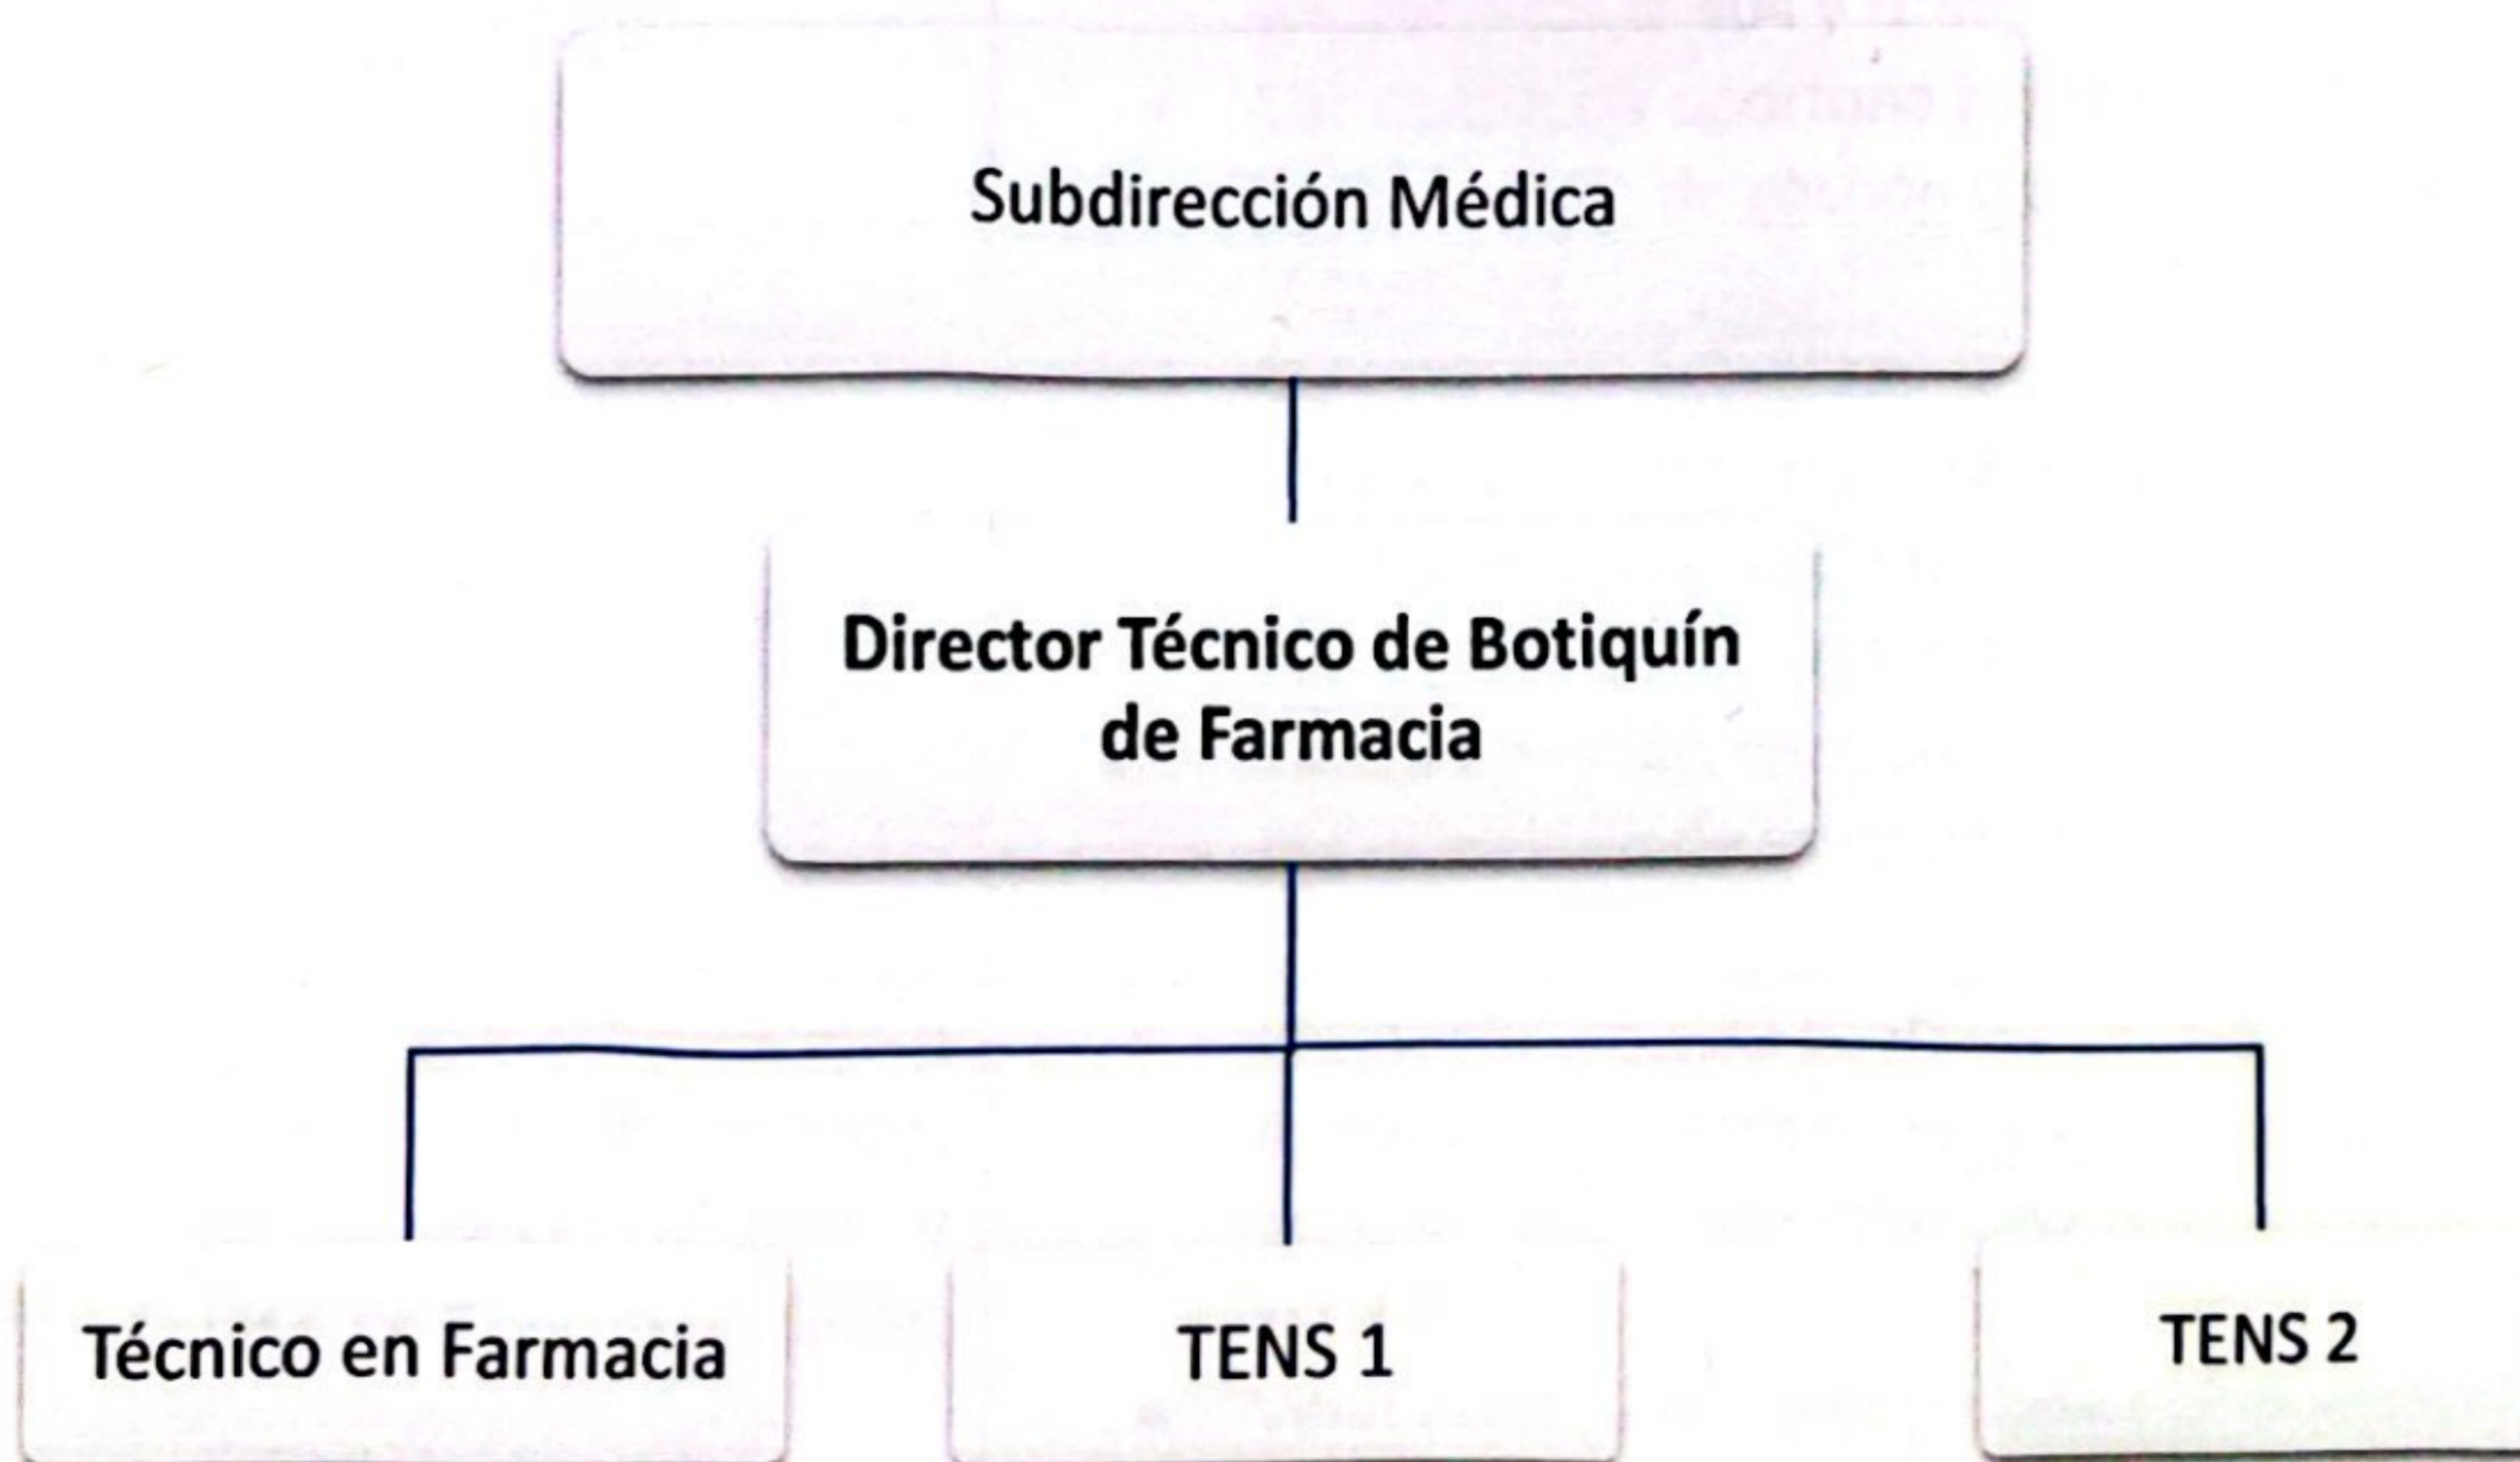 Subdirección Médica
Director Técnico de Botiquín
de Farmacia
Técnico en Farmacia
TENS 1
TENS 2